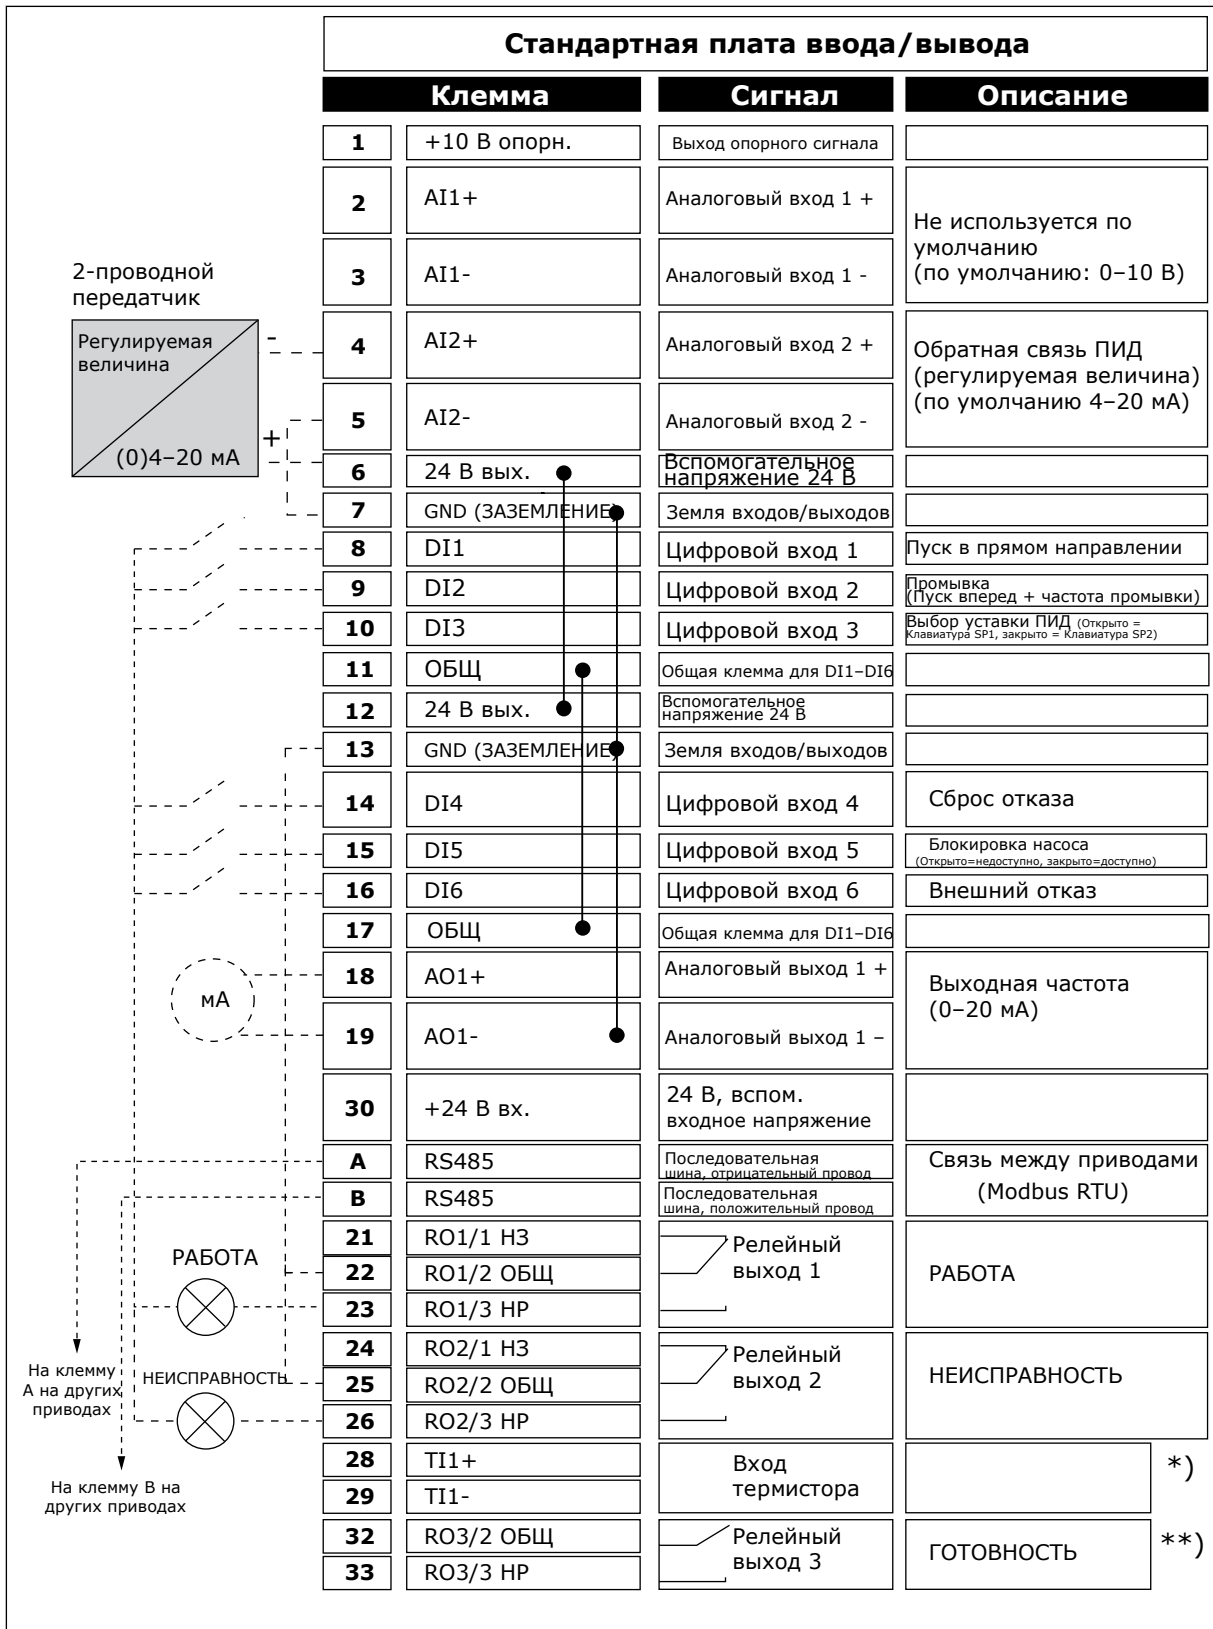 Стандартная плата ввода/вывода
Клемма Сигнал Описание
1 +10 В опорн. Выход опорного сигнала
2 AI1+ Аналоговый вход 1 +
Не используется по
умолчанию
(по умолчанию: 0–10 В)
3 AI1- Аналоговый вход 1 -
2-проводной
передатчик
Регулируемая
величина
(0)4–20 мА
-
+
4 AI2+ Аналоговый вход 2 +
Обратная связь ПИД
(регулируемая величина)
(по умолчанию 4–20 мА)
5 AI2- Аналоговый вход 2 -
6 24 В вых. Вспомогательное
напряжение 24 В
7 GND (ЗАЗЕМЛЕНИЕ) Земля входов/выходов
8 DI1 Цифровой вход 1 Пуск в прямом направлении
9 DI2 Цифровой вход 2 Промывка
(Пуск вперед + частота промывки)
10 DI3 Цифровой вход 3 Выбор уставки ПИД (Открыто =
Клавиатура SP1, закрыто = Клавиатура SP2)
11 ОБЩ Общая клемма для DI1–DI6
12 24 В вых. Вспомогательное
напряжение 24 В
13 GND (ЗАЗЕМЛЕНИЕ) Земля входов/выходов
14 DI4 Цифровой вход 4 Сброс отказа
15 DI5 Цифровой вход 5 Блокировка насоса
(Открыто=недоступно, закрыто=доступно)
16 DI6 Цифровой вход 6 Внешний отказ
17 ОБЩ Общая клемма для DI1–DI6
мА
18 AO1+ Аналоговый выход 1 +
Выходная частота
(0–20 мА)
19 AO1- Аналоговый выход 1 –
30 +24 В вх. 24 В, вспом.
входное напряжение
A RS485 Последовательная
шина, отрицательный провод
Связь между приводами
(Modbus RTU)
B RS485 Последовательная
шина, положительный провод
21 RO1/1 НЗ
22 RO1/2 ОБЩ
23 RO1/3 НР
Релейный
выход 1
РАБОТА
РАБОТА
24 RO2/1 НЗ
25 RO2/2 ОБЩ
26 RO2/3 НР
Релейный
выход 2
НЕИСПРАВНОСТЬ
НЕИСПРАВНОСТЬ
На клемму
А на других
приводах
На клемму В на
других приводах
28 TI1+
29 TI1-
Вход
термистора
*)
32 RO3/2 ОБЩ
33 RO3/3 НР
Релейный
выход 3
ГОТОВНОСТЬ
**)